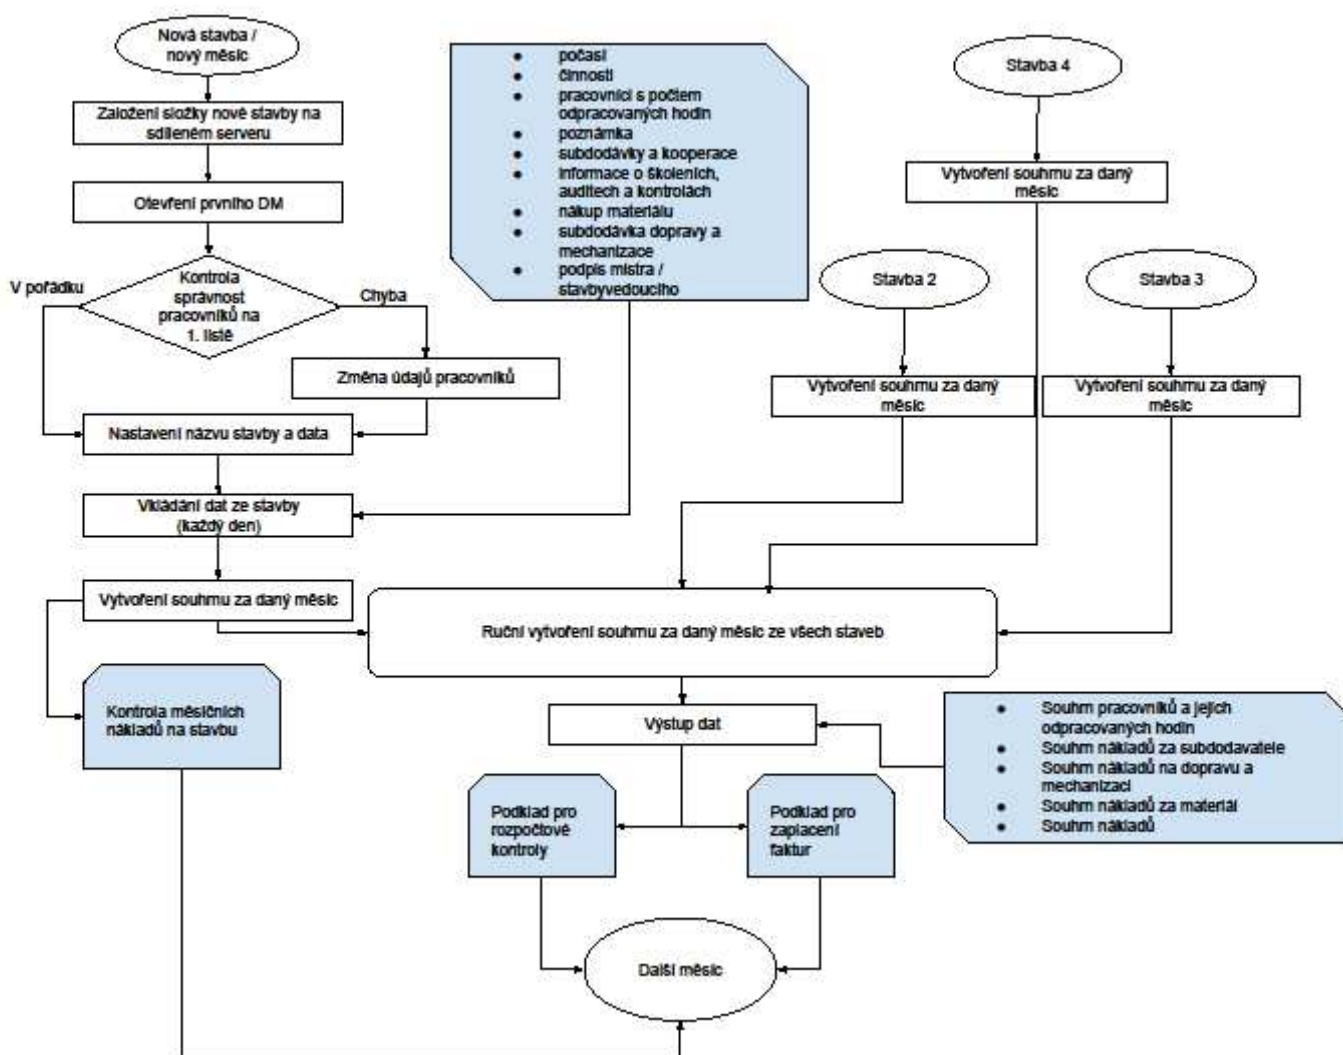 Nová stavba /
nový měsíc
Založení složky nové stavby na
sdíleném serveru
Otevření prvního DM
V pořádku
Kontrola
správnost
pracovníků na
1. listě
Chyba
Změna údajů pracovníků
Nastavení názvu stavby a data
Vkládání dat ze stavby
(každý den)
Vytvoření souhrnu za daný měsíc
Kontrola měsíčních
nákladů na stavbu
● počasí
● činnosti
● pracovníci s počtem
odpracovaných hodin
● poznámka
● subdodávky a kooperace
● informace o školeních,
auditech a kontrolách
● nákup materiálu
● subdodávka dopravy a
mechanizace
● podpis mistra /
stavbyvedoucího
Stavba 4
Vytvoření souhrnu za daný
měsíc
Stavba 2
Vytvoření souhrnu za daný
měsíc
Stavba 3
Vytvoření souhrnu za daný
měsíc
Ruční vytvoření souhrnu za daný měsíc ze všech staveb
Výstup dat
● Souhrn pracovníků a jejich
odpracovaných hodin
● Souhrn nákladů za subdodavatele
● Souhrn nákladů na dopravu a
mechanizaci
● Souhrn nákladů za materiál
● Souhrn nákladů
Podklad pro
rozpočtové
kontroly
Podklad pro
zaplacení
faktur
Další měsíc